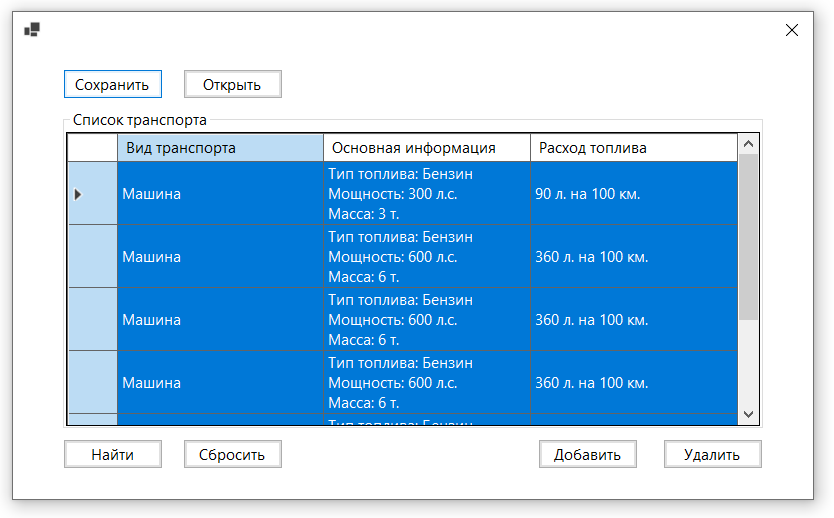 Сохранить Открыть
Список транспорта
Вид транспорта Основная информация Расход топлива
Тип топлива: Бензин
Машина Мощность: 300 л.с. 90 л. на 100 км.
Масса: 3 т.
Тип топлива: Бензин
Машина Мощность: 600 л.с. 360 л. на 100 км.
Масса: 6 т.
Тип топлива: Бензин
Машина Мощность: 600 л.с. 360 л. на 100 км.
Масса: 6 т.
Тип топлива: Бензин
Машина Мощность: 600 л.с. 360 л. на 100 км.
Масса: 6 т.
Тип топлива: Бензин
Найти Сбросить Добавить Удалить